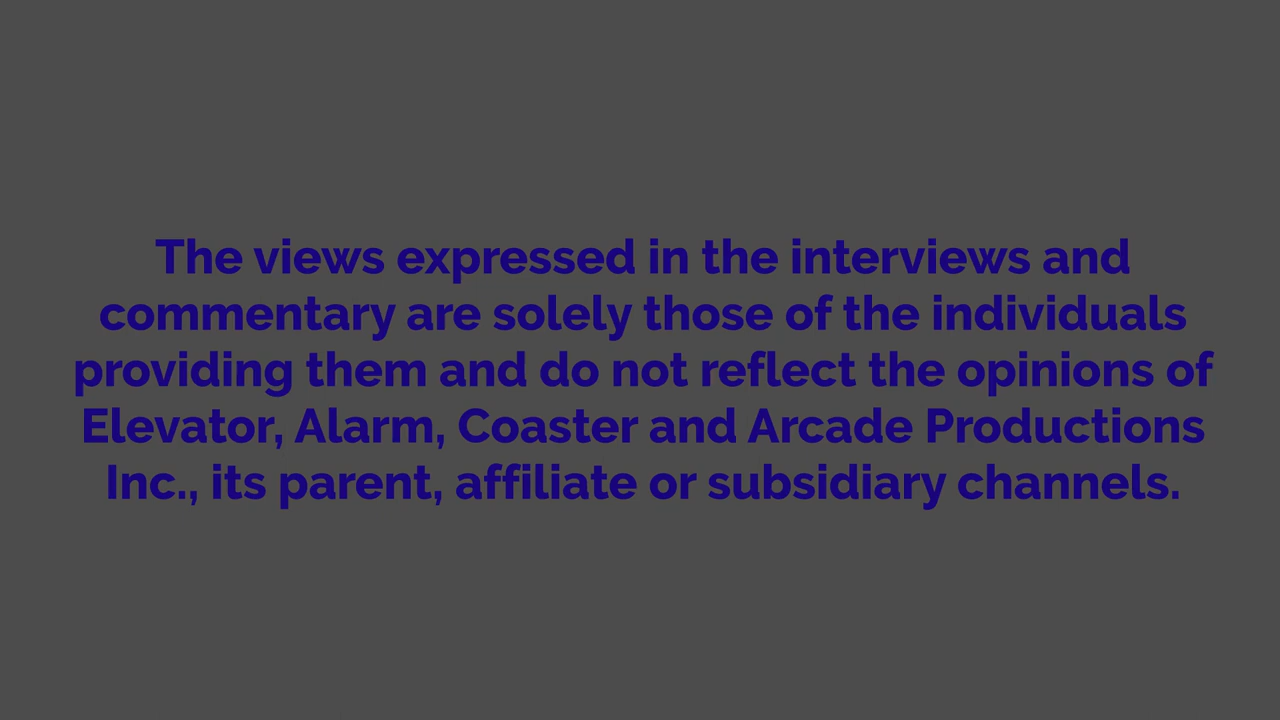 The views expressed in the interviews and
commentary are solely those of the individuals
providing them and do not reflect the opinions of
Elevator, Alarm, Coaster and Arcade Productions
Inc., its parent, affiliate or subsidiary channels.